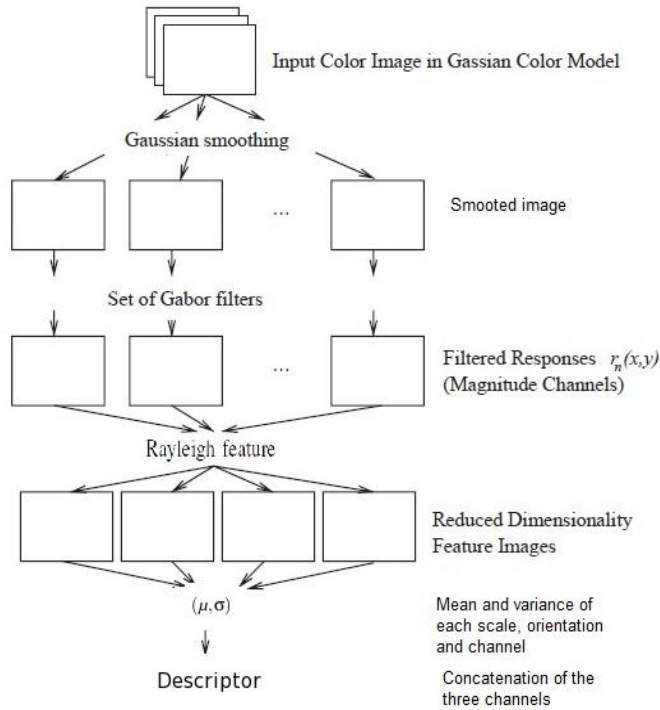 Input Color Image in Gassian Color Model
Gaussian smoothing
...
Smooted image
Set of Gabor filters
...
Filtered Responses r_n(x,y)
(Magnitude Channels)
Rayleigh feature
Reduced Dimensionality
Feature Images
(μ,σ)
Mean and variance of
each scale, orientation
and channel
Descriptor
Concatenation of the
three channels